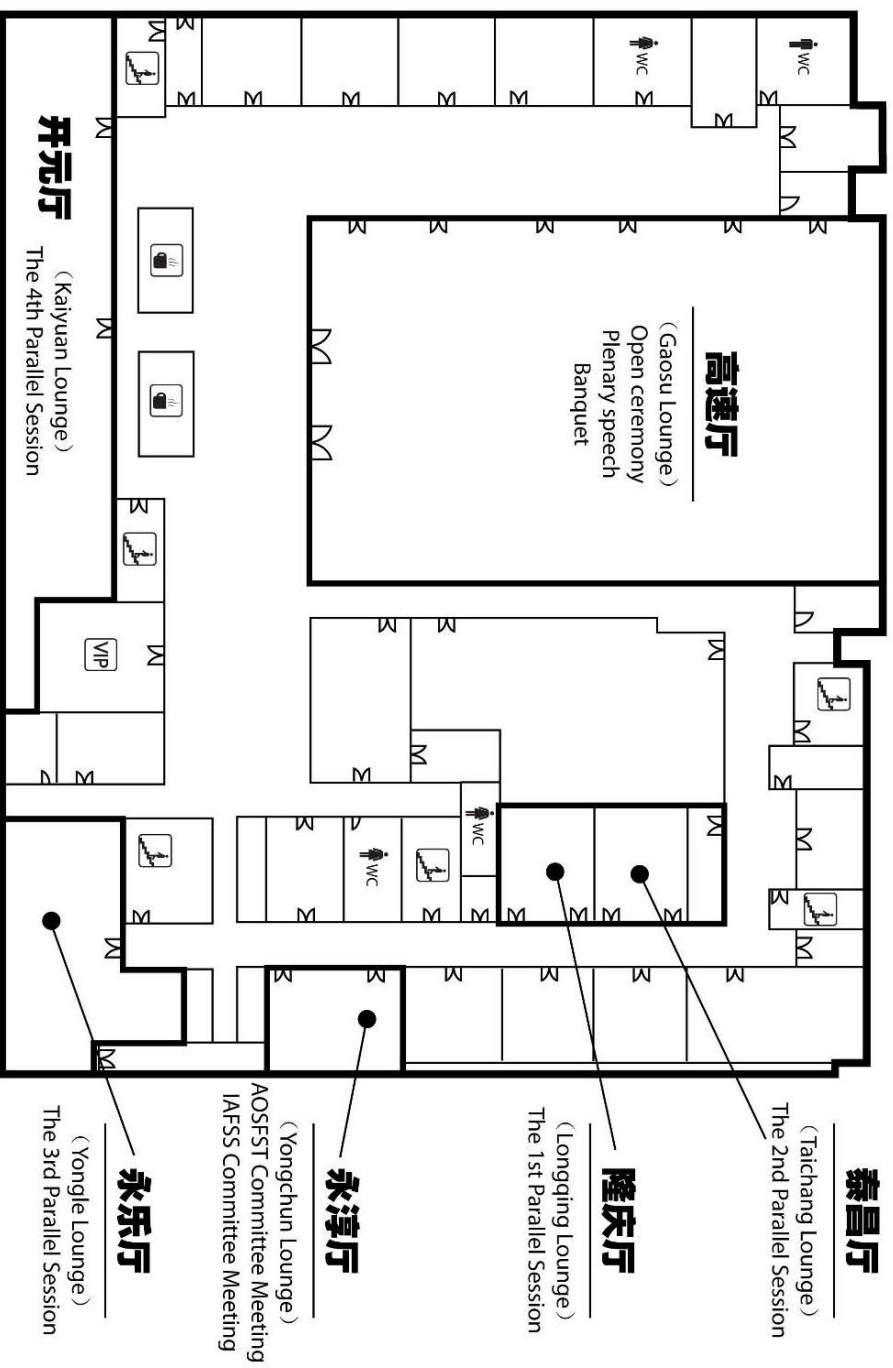 WC
WC
高速厅
（Gaosu Lounge）
Open ceremony
Plenary speech
Banquet
泰昌厅
（Taichang Lounge）
The 2nd Parallel Session
隆庆厅
（Longqing Lounge）
The 1st Parallel Session
WC
WC
永淳厅
（Yongchun Lounge）
AOSFST Committee Meeting
IAFSS Committee Meeting
永乐厅
（Yongle Lounge）
The 3rd Parallel Session
VIP
开元厅
（Kaiyuan Lounge）
The 4th Parallel Session